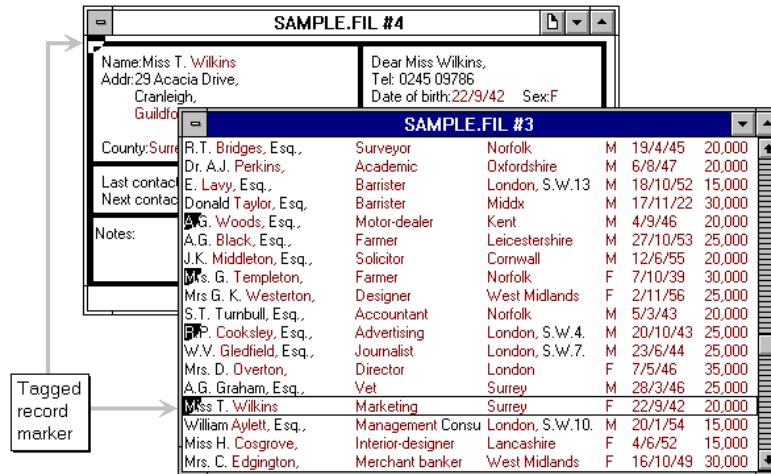 SAMPLE.FIL #4
Name:Miss T. Wilkins
Addr:29 Acacia Drive,
Cranleigh,
Guildfo
County:Surre
Last contac
Next contac
Notes:
Dear Miss Wilkins,
Tel: 0245 09786
Date of birth:22/9/42 Sex:F
SAMPLE.FIL #3
R.T. Bridges, Esq., Surveyor Norfolk M 19/4/45 20,000
Dr. A.J. Perkins, Academic Oxfordshire M 6/8/47 20,000
E. Lavy, Esq., Barrister London, S.W.13 M 18/10/52 15,000
Donald Taylor, Esq., Barrister Middx M 17/11/22 30,000
A.G. Woods, Esq., Motor-dealer Kent M 4/9/46 20,000
A.G. Black, Esq., Farmer Leicestershire M 27/10/53 25,000
J.K. Middleton, Esq., Solicitor Cornwall M 12/6/55 20,000
Mrs. G. Templeton, Farmer Norfolk F 7/10/39 30,000
Mrs G. K. Westerton, Designer West Midlands F 2/11/56 25,000
S.T. Turnbull, Esq., Accountant Norfolk M 5/3/43 20,000
R.P. Cooksley, Esq., Advertising London, S.W.4. M 20/10/43 25,000
W.V. Gledfield, Esq., Journalist London, S.W.7. M 23/6/44 25,000
Mrs. D. Overton, Director London F 7/5/46 35,000
A.G. Graham, Esq., Vet Surrey M 28/3/46 25,000
Miss T. Wilkins Marketing Surrey F 22/9/42 20,000
William Aylett, Esq., Management Consu London, S.W.10. M 20/1/54 15,000
Miss H. Cosgrove, Interior-designer Lancashire F 4/6/52 15,000
Mrs. C. Edgington, Merchant banker West Midlands F 16/10/49 30,000
Tagged
record
marker